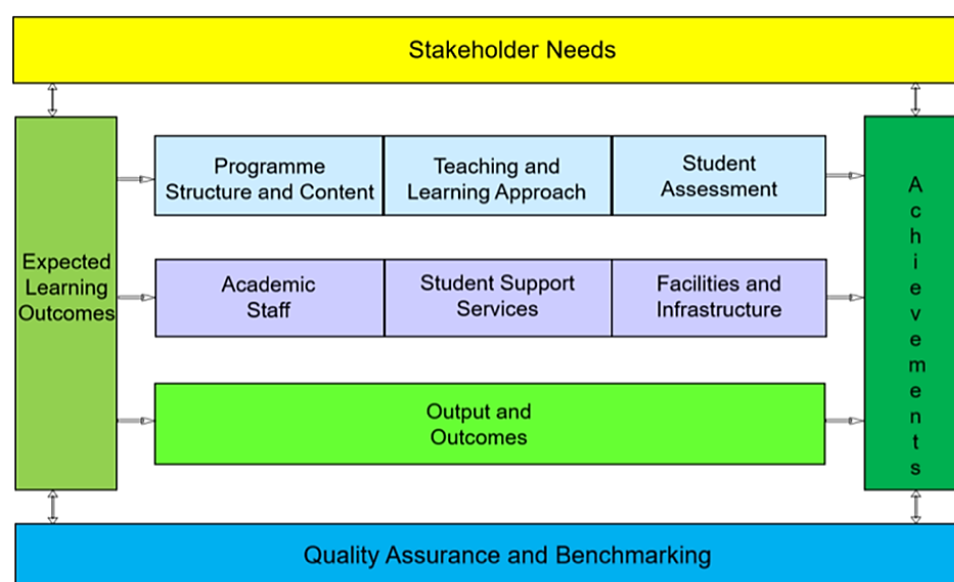 Stakeholder Needs
Expected
Learning
Outcomes
Programme
Structure and Content
Teaching and
Learning Approach
Student
Assessment
Academic
Staff
Student Support
Services
Facilities and
Infrastructure
Output and
Outcomes
Achievements
Quality Assurance and Benchmarking